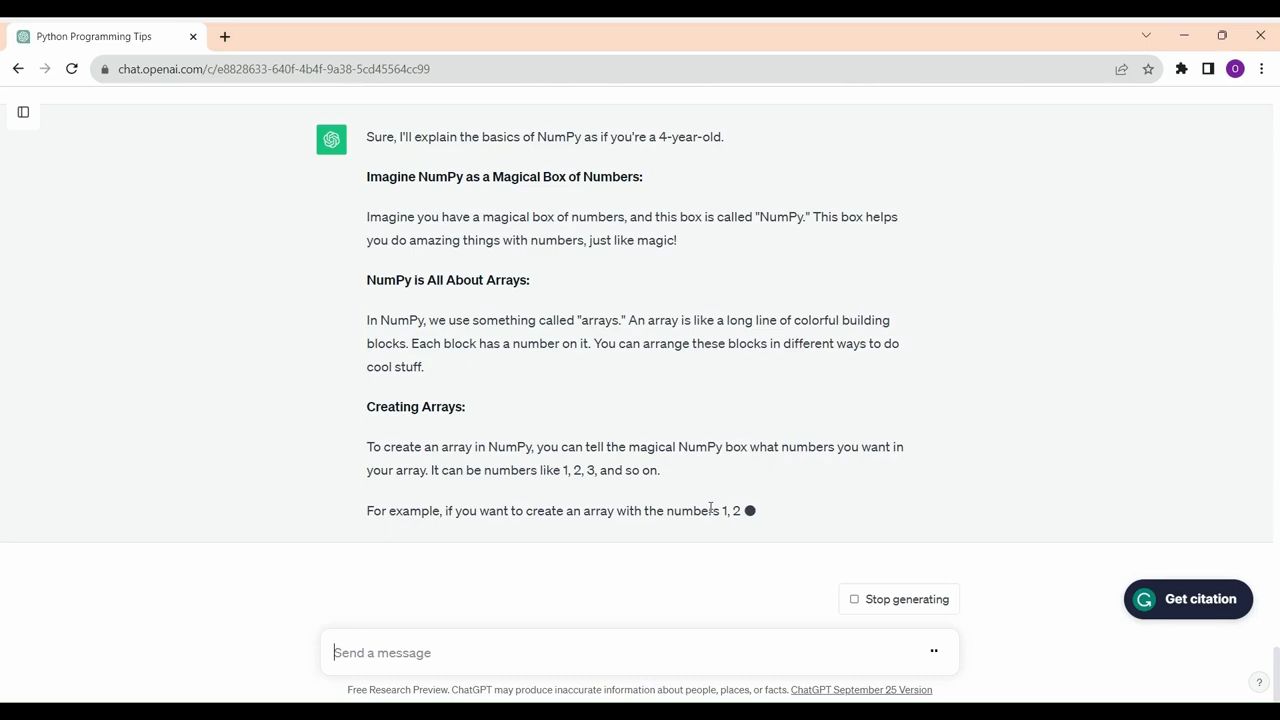 Python Programming Tips
chat.openai.com/c/e8828633-640f-4b4f-9a38-5cd45564cc99
O
Sure, I'll explain the basics of NumPy as if you're a 4-year-old.
Imagine NumPy as a Magical Box of Numbers:
Imagine you have a magical box of numbers, and this box is called "NumPy." This box helps
you do amazing things with numbers, just like magic!
NumPy is All About Arrays:
In NumPy, we use something called "arrays." An array is like a long line of colorful building
blocks. Each block has a number on it. You can arrange these blocks in different ways to do
cool stuff.
Creating Arrays:
To create an array in NumPy, you can tell the magical NumPy box what numbers you want in
your array. It can be numbers like 1, 2, 3, and so on.
For example, if you want to create an array with the numbers 1, 2
Stop generating
Get citation
Send a message
Free Research Preview. ChatGPT may produce inaccurate information about people, places, or facts. ChatGPT September 25 Version
?